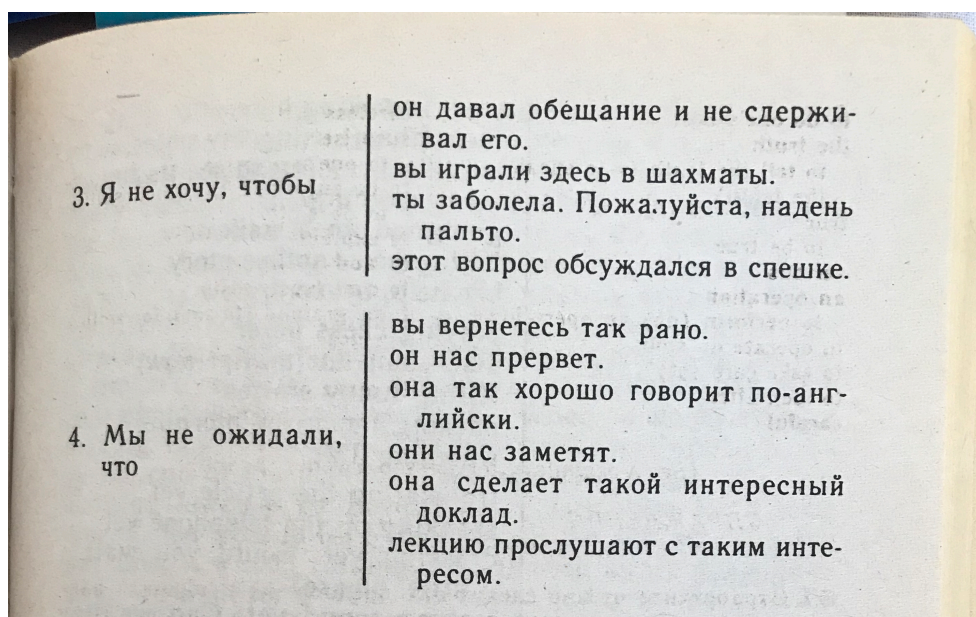 он давал обещание и не сдержи-
вал его.
3. Я не хочу, чтобы
вы играли здесь в шахматы.
ты заболела. Пожалуйста, надень
пальто.
этот вопрос обсуждался в спешке.
вы вернетесь так рано.
он нас прервет.
она так хорошо говорит по-анг-
лийски.
4. Мы не ожидали,
что
они нас заметят.
она сделает такой интересный
доклад.
лекцию прослушают с таким инте-
ресом.